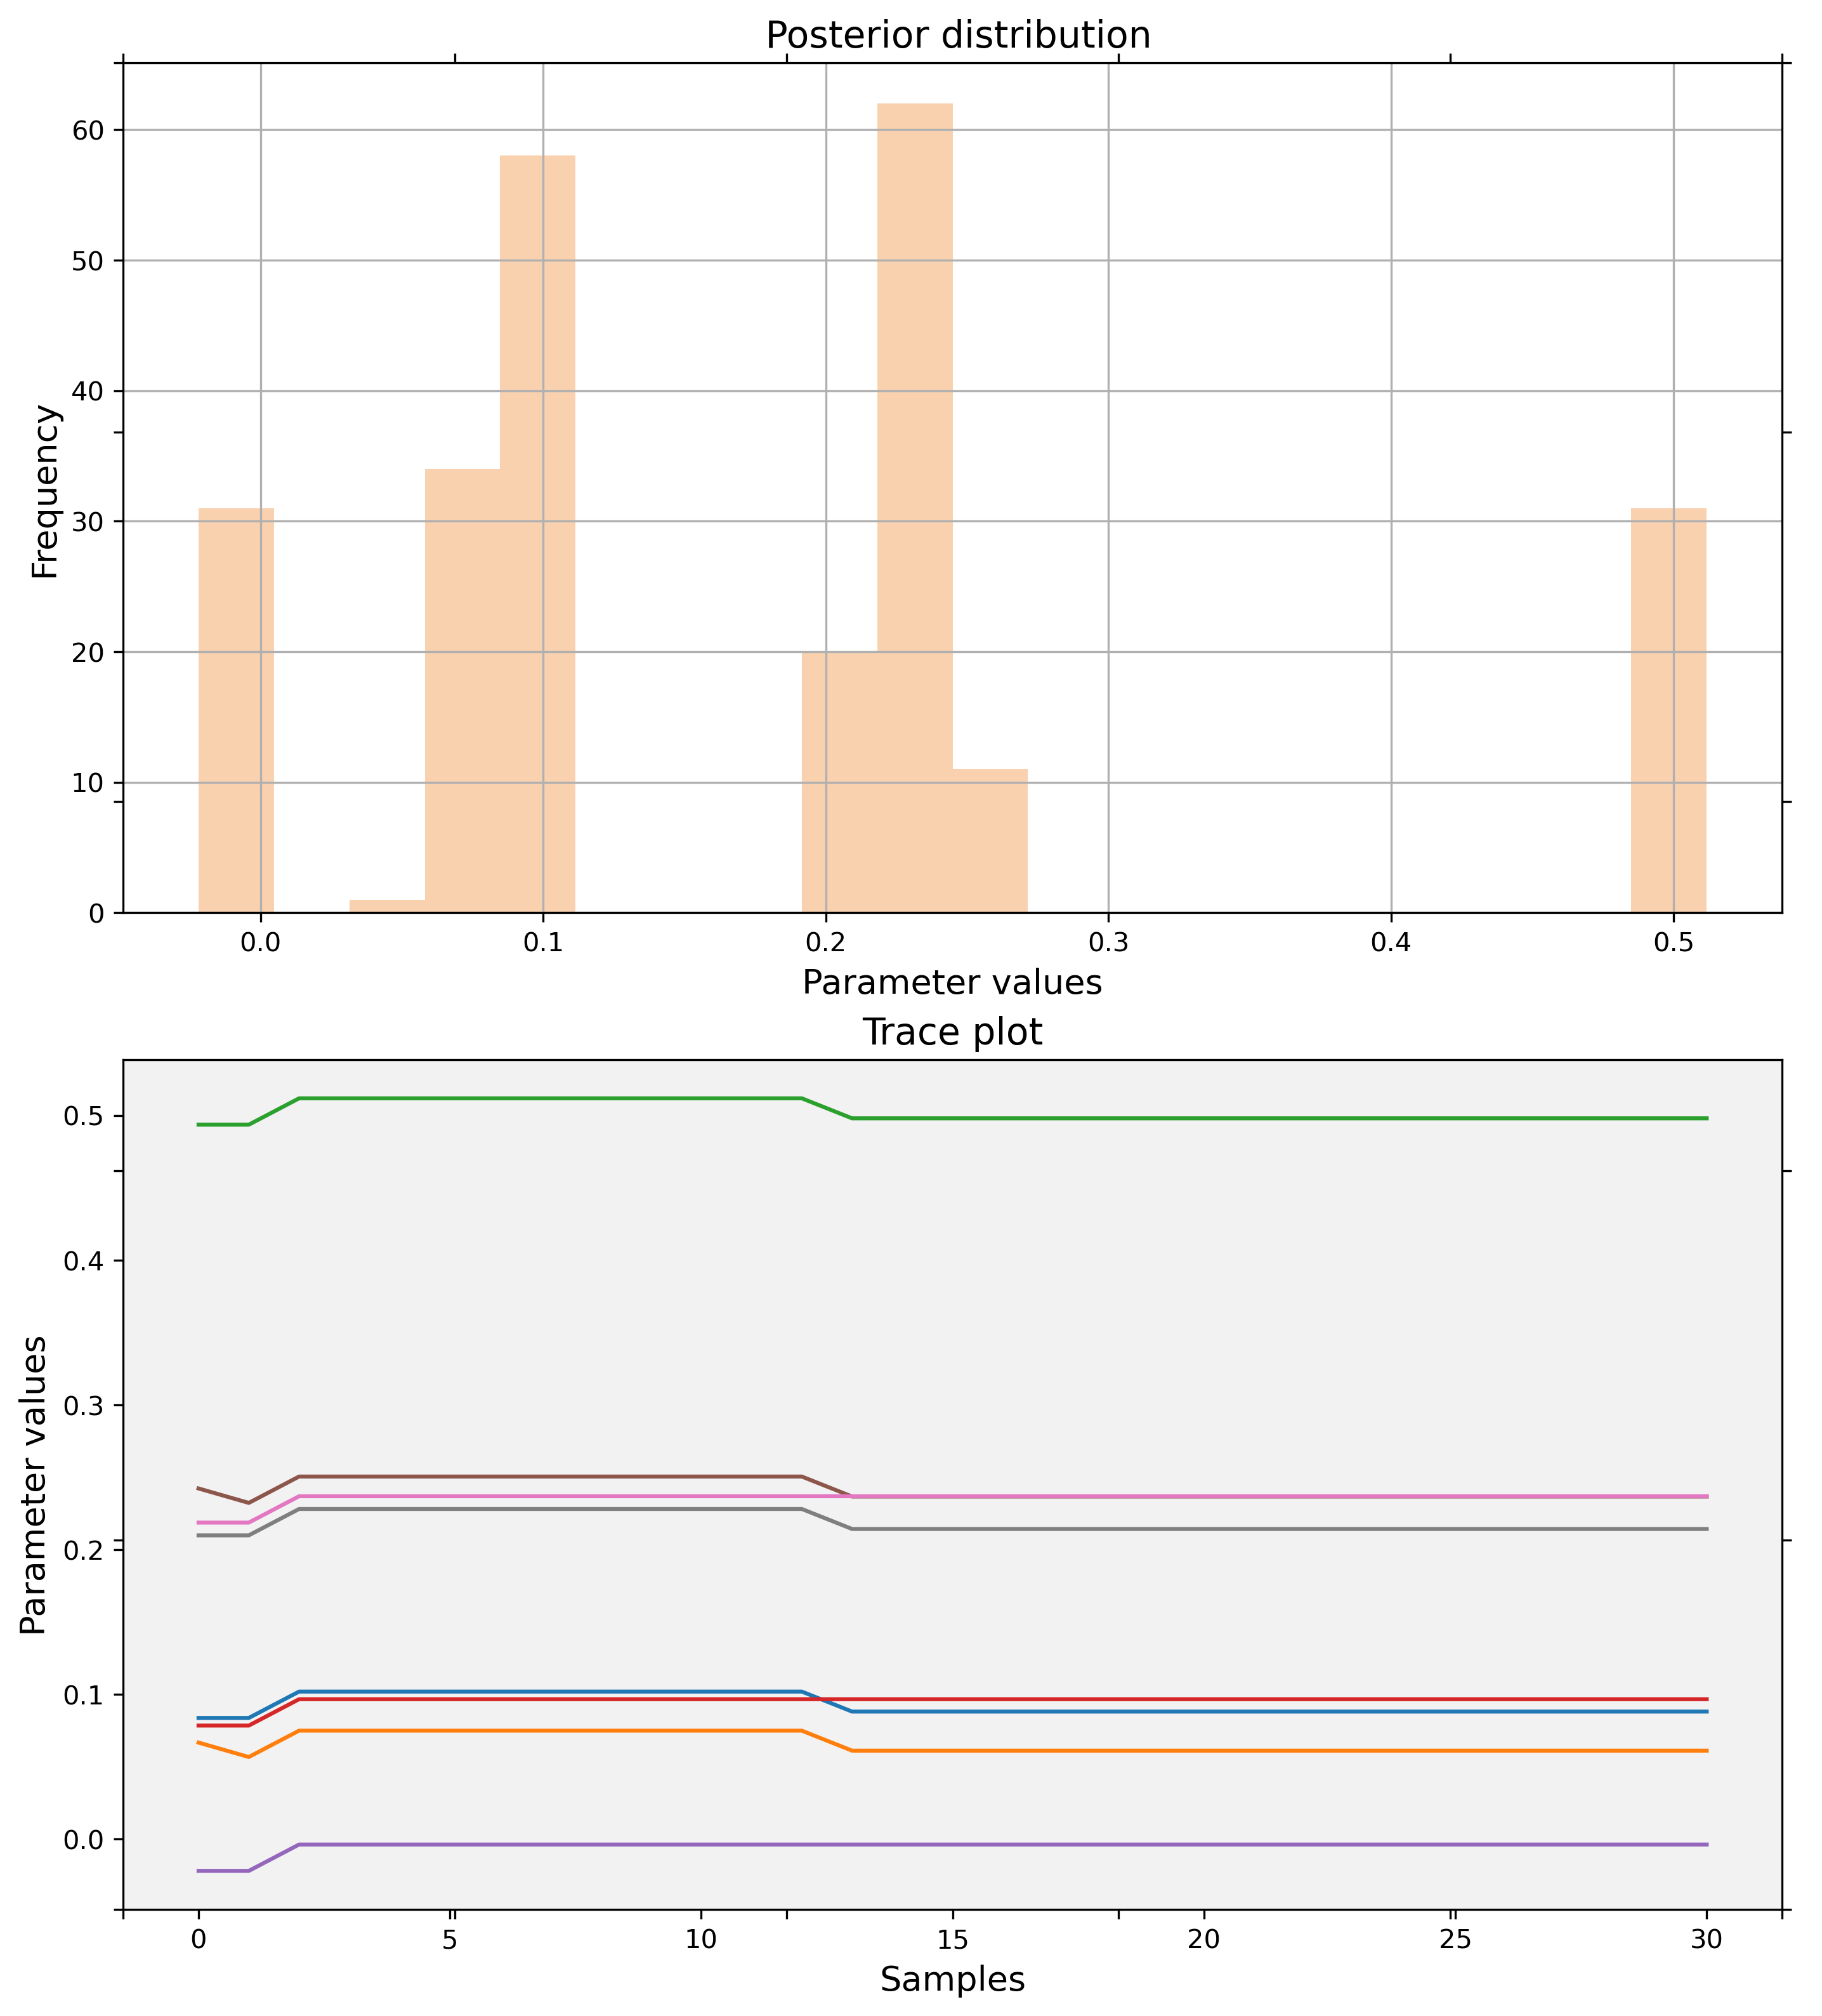 Posterior distribution
60
50
40
30
20
10
0
Frequency
0.0 0.1 0.2 0.3 0.4 0.5
Parameter values
Trace plot
0.5
0.4
0.3
0.2
0.1
0.0
Parameter values
0 5 10 15 20 25 30
Samples